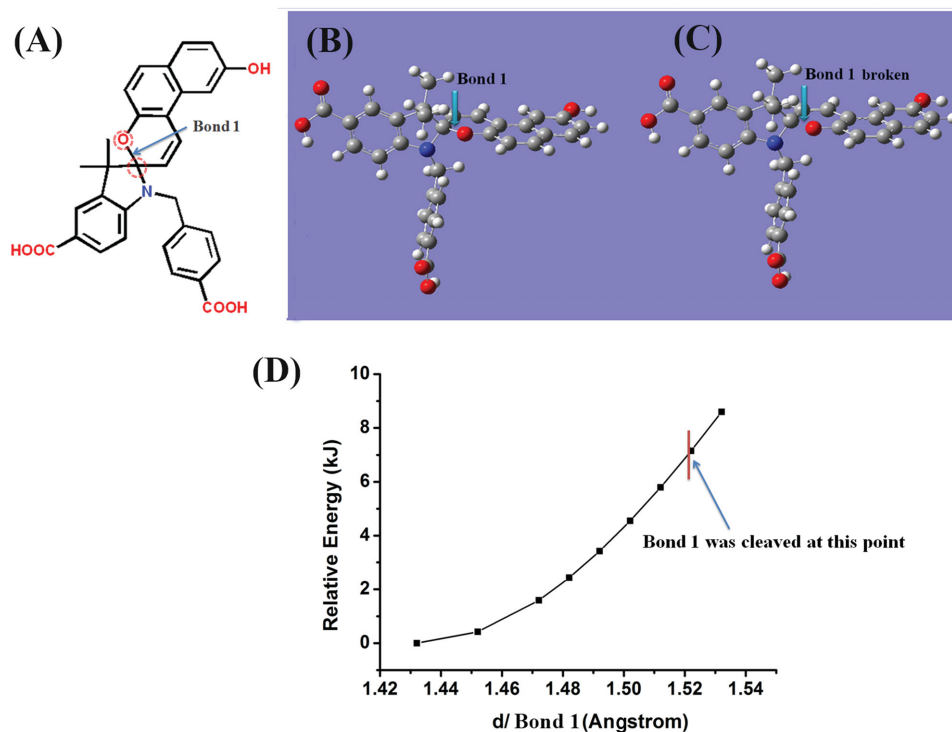 (A)
OH
Bond 1
O
N
HOOC
COOH
(B)
Bond 1
(C)
Bond 1 broken
(D)
Relative Energy (kJ)
10
8
6
4
2
0
Bond 1 was cleaved at this point
1.42 1.44 1.46 1.48 1.50 1.52 1.54
d/ Bond 1 (Angstrom)